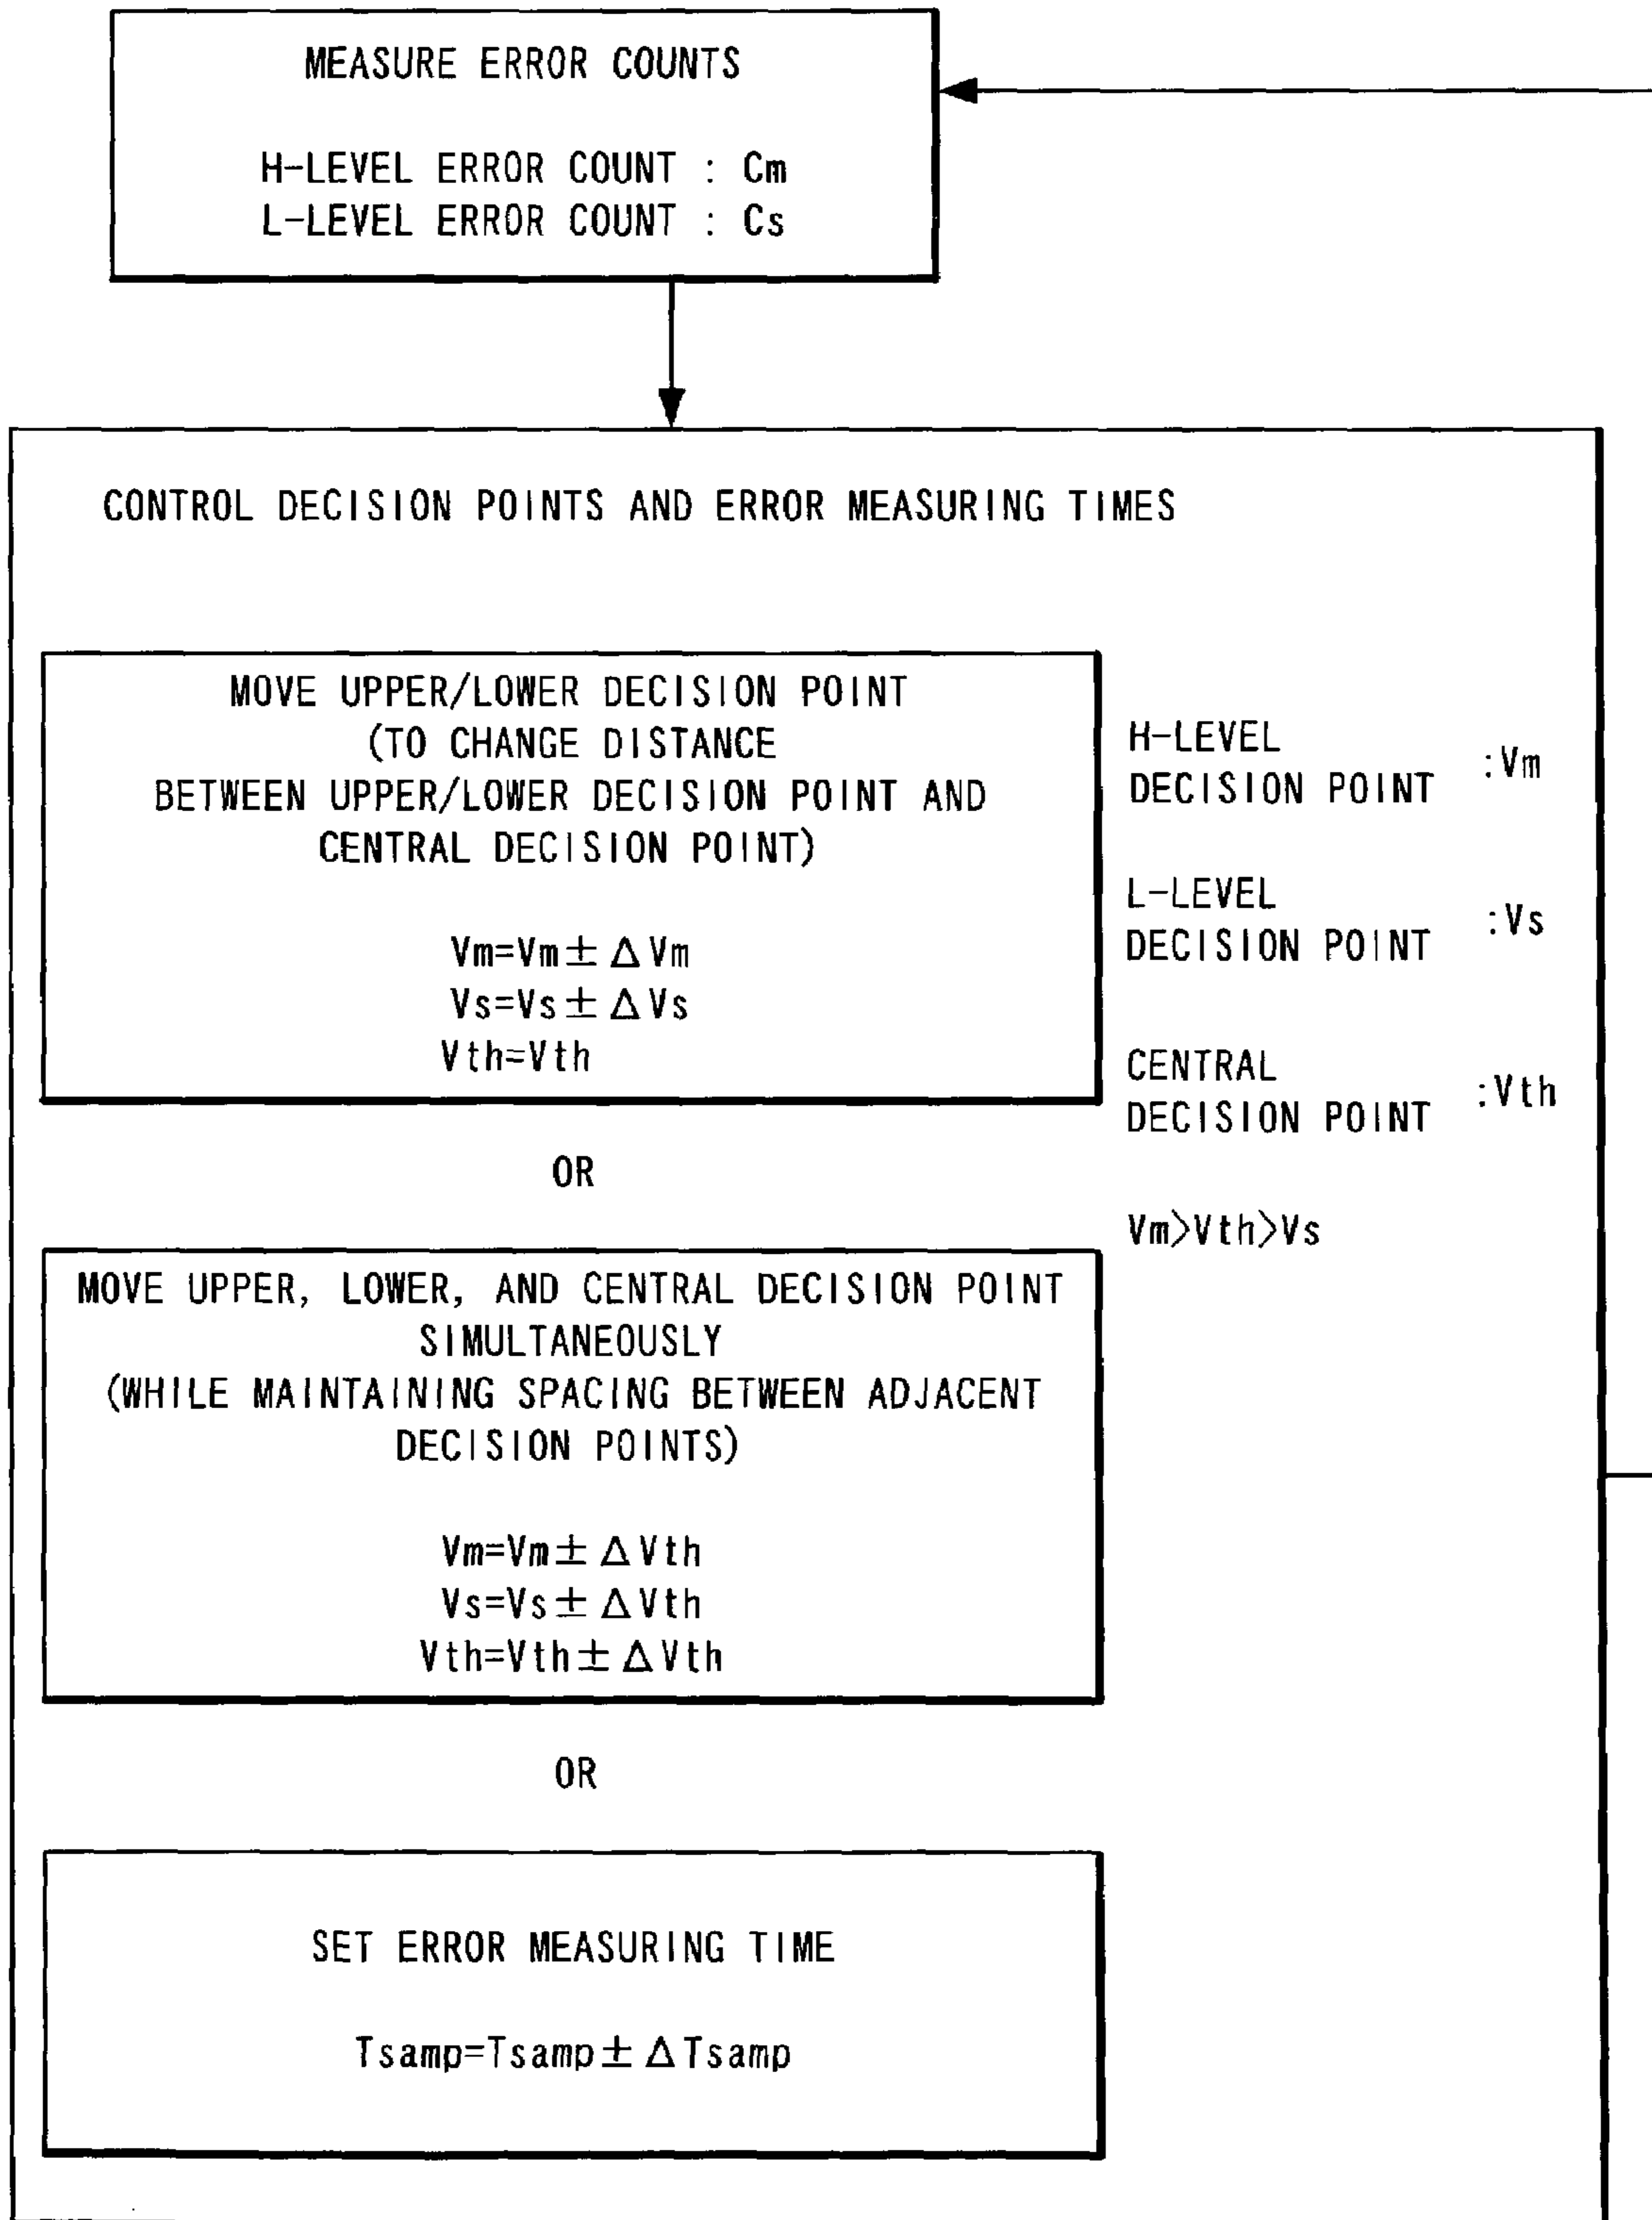 MEASURE ERROR COUNTS
H-LEVEL ERROR COUNT : Cm
L-LEVEL ERROR COUNT : Cs
CONTROL DECISION POINTS AND ERROR MEASURING TIMES
MOVE UPPER/LOWER DECISION POINT
(TO CHANGE DISTANCE
BETWEEN UPPER/LOWER DECISION POINT AND
CENTRAL DECISION POINT)
Vm=Vm±ΔVm
Vs=Vs±ΔVs
Vth=Vth
H-LEVEL
DECISION POINT :Vm
L-LEVEL
DECISION POINT :Vs
CENTRAL
DECISION POINT :Vth
Vm>Vth>Vs
OR
MOVE UPPER, LOWER, AND CENTRAL DECISION POINT
SIMULTANEOUSLY
(WHILE MAINTAINING SPACING BETWEEN ADJACENT
DECISION POINTS)
Vm=Vm±ΔVth
Vs=Vs±ΔVth
Vth=Vth±ΔVth
OR
SET ERROR MEASURING TIME
Tsamp=Tsamp±ΔTsamp